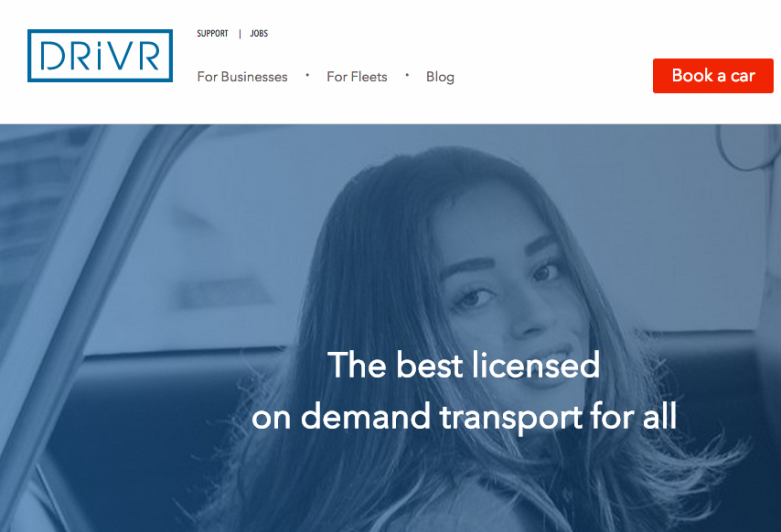 DRiVR
SUPPORT | JOBS
For Businesses • For Fleets • Blog
Book a car
The best licensed
on demand transport for all